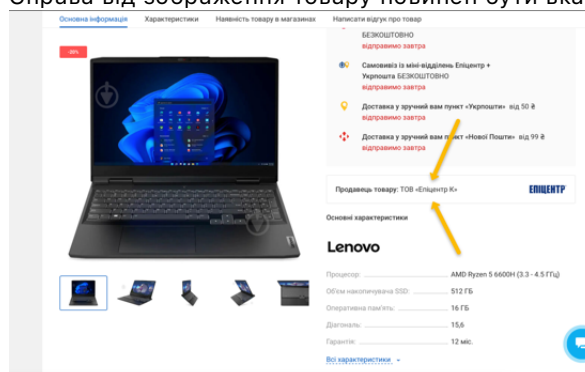 Справа від зображення товару повинен бути вка
Основна інформація Характеристики Наявність товару в магазинах Написати відгук про товар
БЕЗКОШТОВНО
відправимо завтра
Самовивіз із міні-відділень Епіцентр +
Укрпошта БЕЗКОШТОВНО
відправимо завтра
Доставка у зручний вам пункт «Укрпошти» від 50 ₴
відправимо завтра
Доставка у зручний вам пункт «Нової Пошти» від 99 ₴
відправимо завтра
Продавець товару: ТОВ «Епіцентр К» ЕПІЦЕНТР
Основні характеристики
Lenovo
Процесор: AMD Ryzen 5 6600H (3.3 - 4.5 ГГц)
Об'єм накопичувача SSD: 512 ГБ
Оперативна пам'ять: 16 ГБ
Діагональ: 15,6
Гарантія: 12 міс.
Всі характеристики